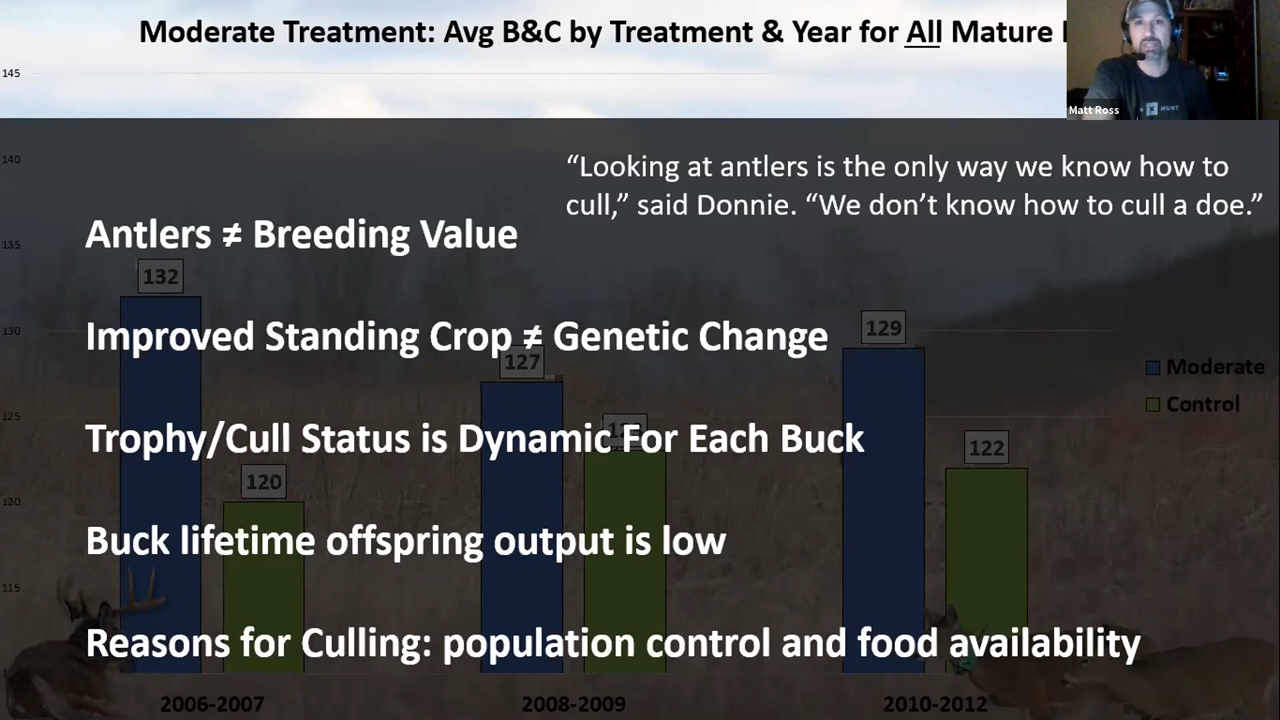 Moderate Treatment: Avg B&C by Treatment & Year for All Mature
Matt Ross
HUNT
145
140
135
130
125
120
115
“Looking at antlers is the only way we know how to
cull,” said Donnie. “We don’t know how to cull a doe.”
Antlers ≠ Breeding Value
132
Improved Standing Crop ≠ Genetic Change
127
129
Moderate
Control
Trophy/Cull Status is Dynamic For Each Buck
120
122
Buck lifetime offspring output is low
Reasons for Culling: population control and food availability
2006-2007
2008-2009
2010-2012